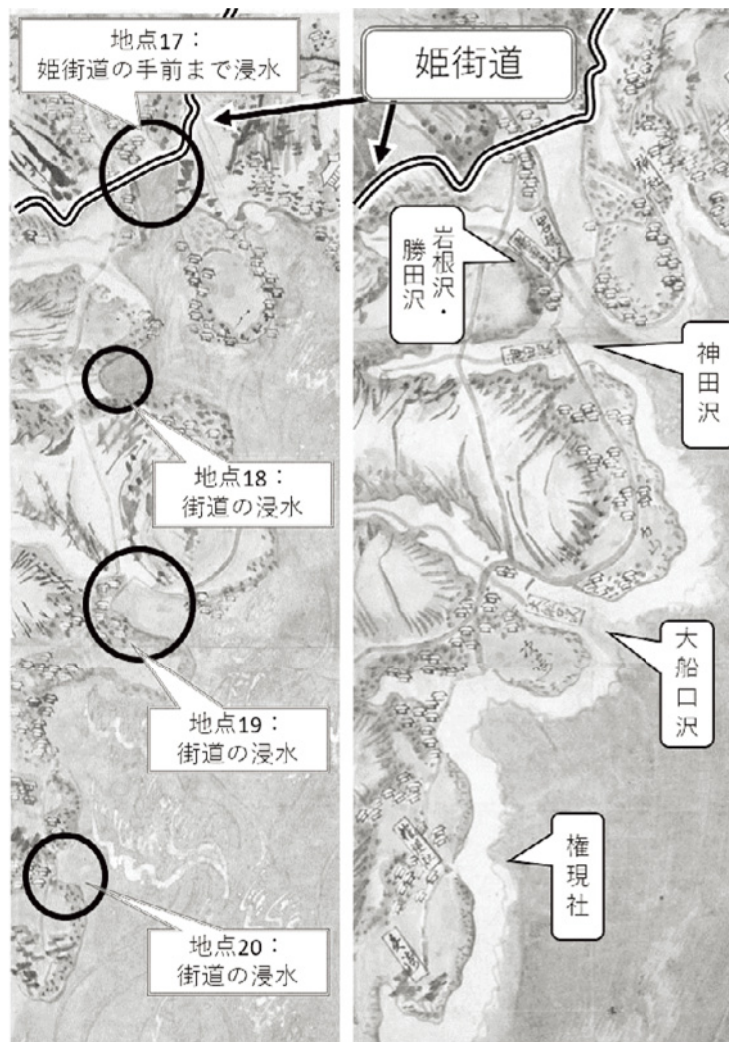 地点17：
姫街道の手前まで浸水
姫街道
岩根沢・
勝田沢
神田沢
地点18：
街道の浸水
大船口沢
地点19：
街道の浸水
権現社
地点20：
街道の浸水